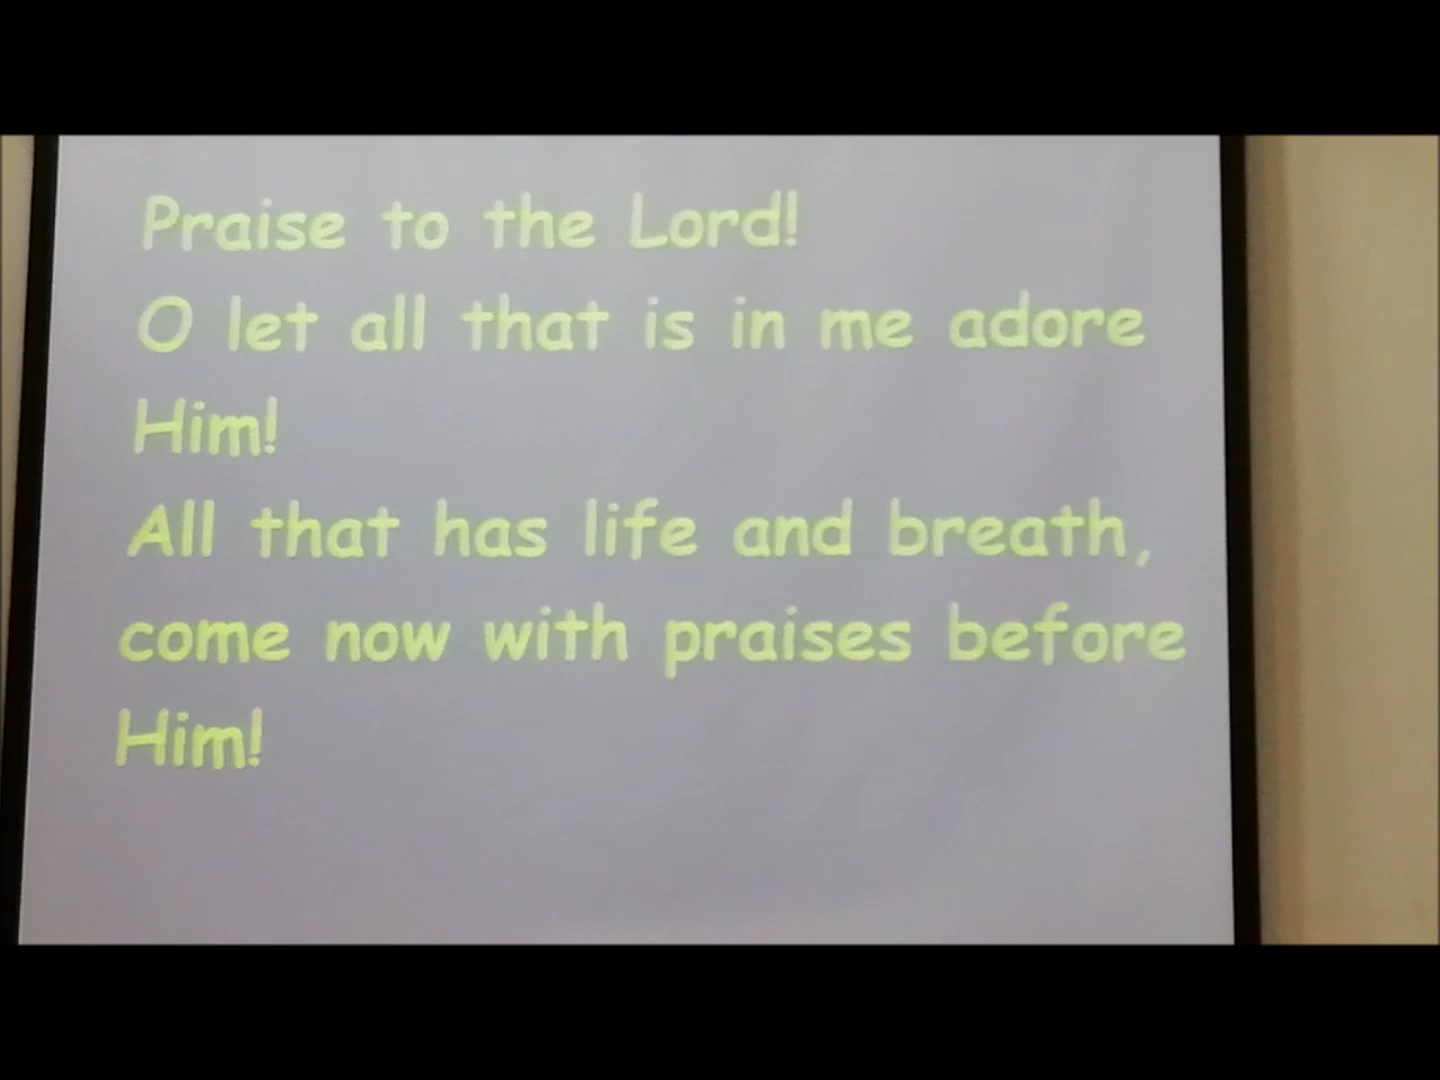 Praise to the Lord!
O let all that is in me adore
Him!
All that has life and breath,
come now with praises before
Him!